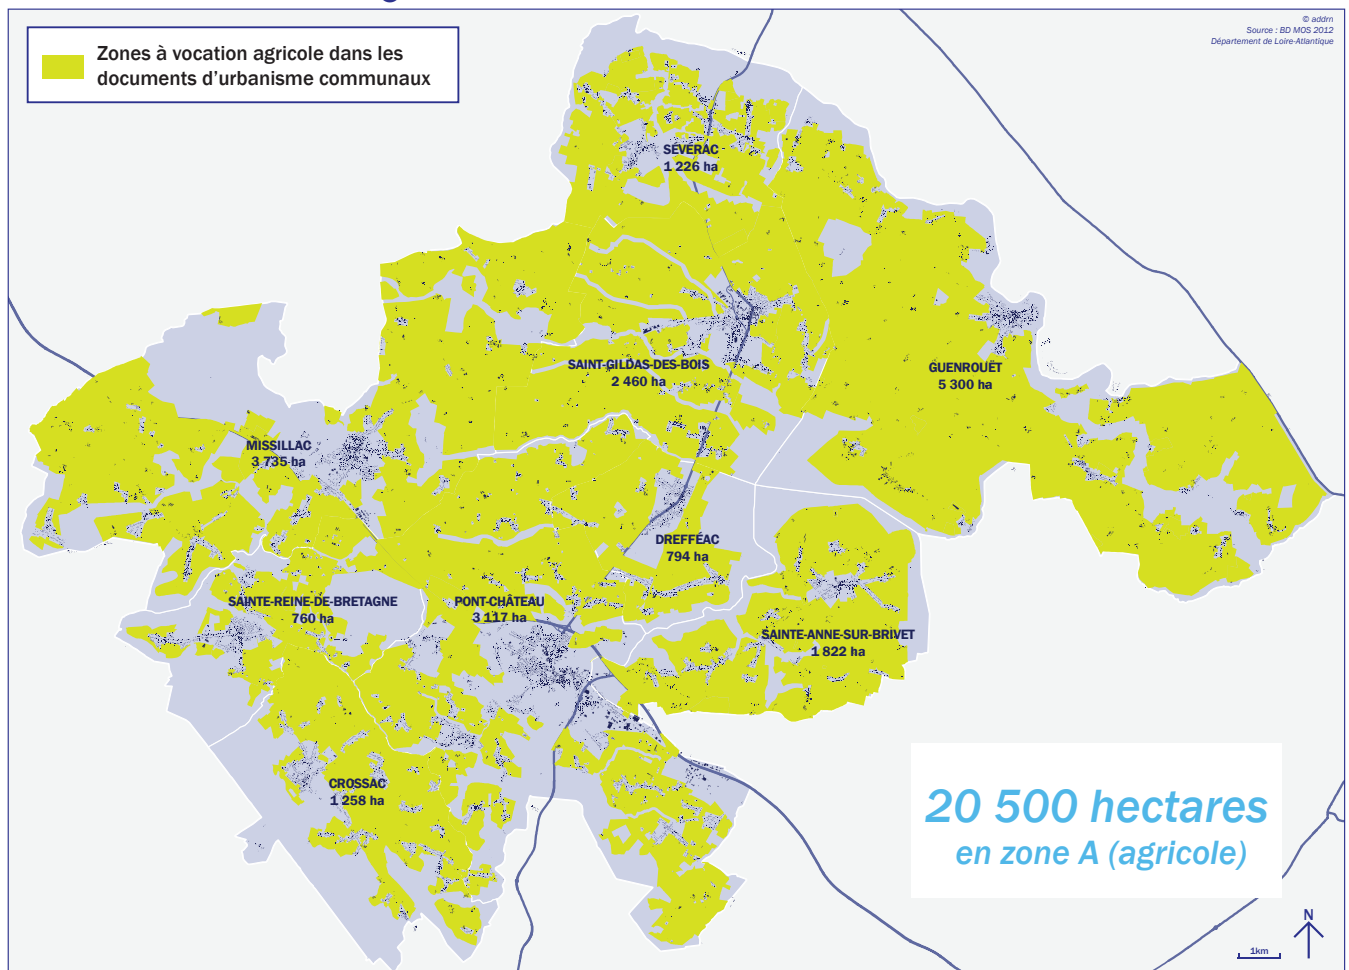 © addrn
Source : BD MOS 2012
Département de Loire-Atlantique
Zones à vocation agricole dans les
documents d'urbanisme communaux
SÉVÉRAC
1 226 ha
SAINT-GILDAS-DES-BOIS
2 460 ha
GUENROUËT
5 300 ha
MISSILLAC
3 735 ha
DREFFÉAC
794 ha
SAINTE-REINE-DE-BRETAGNE
760 ha
PONT-CHÂTEAU
3 117 ha
SAINTE-ANNE-SUR-BRIVET
1 822 ha
CROSSAC
1 258 ha
20 500 hectares
en zone A (agricole)
N
1km